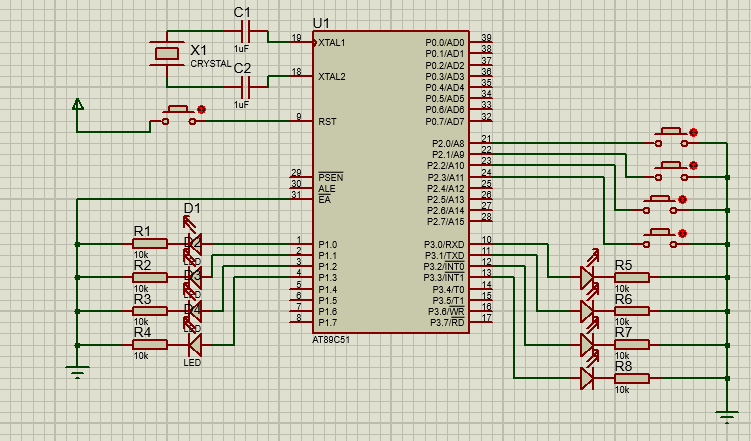 C1
1uF
X1
CRYSTAL
C2
1uF
U1
19
XTAL1
18
XTAL2
9
RST
29
PSEN
30
ALE
31
EA
1
P1.0
2
P1.1
3
P1.2
4
P1.3
5
P1.4
6
P1.5
7
P1.6
8
P1.7
AT89C51
P0.0/AD0
39
P0.1/AD1
38
P0.2/AD2
37
P0.3/AD3
36
P0.4/AD4
35
P0.5/AD5
34
P0.6/AD6
33
P0.7/AD7
32
P2.0/A8
21
P2.1/A9
22
P2.2/A10
23
P2.3/A11
24
P2.4/A12
25
P2.5/A13
26
P2.6/A14
27
P2.7/A15
28
P3.0/RXD
10
P3.1/TXD
11
P3.2/INT0
12
P3.3/INT1
13
P3.4/T0
14
P3.5/T1
15
P3.6/WR
16
P3.7/RD
17
D1
R1
10k
D2
LED
R2
10k
D3
LED
R3
10k
D4
LED
R4
10k
LED
R5
10k
R6
10k
R7
10k
R8
10k